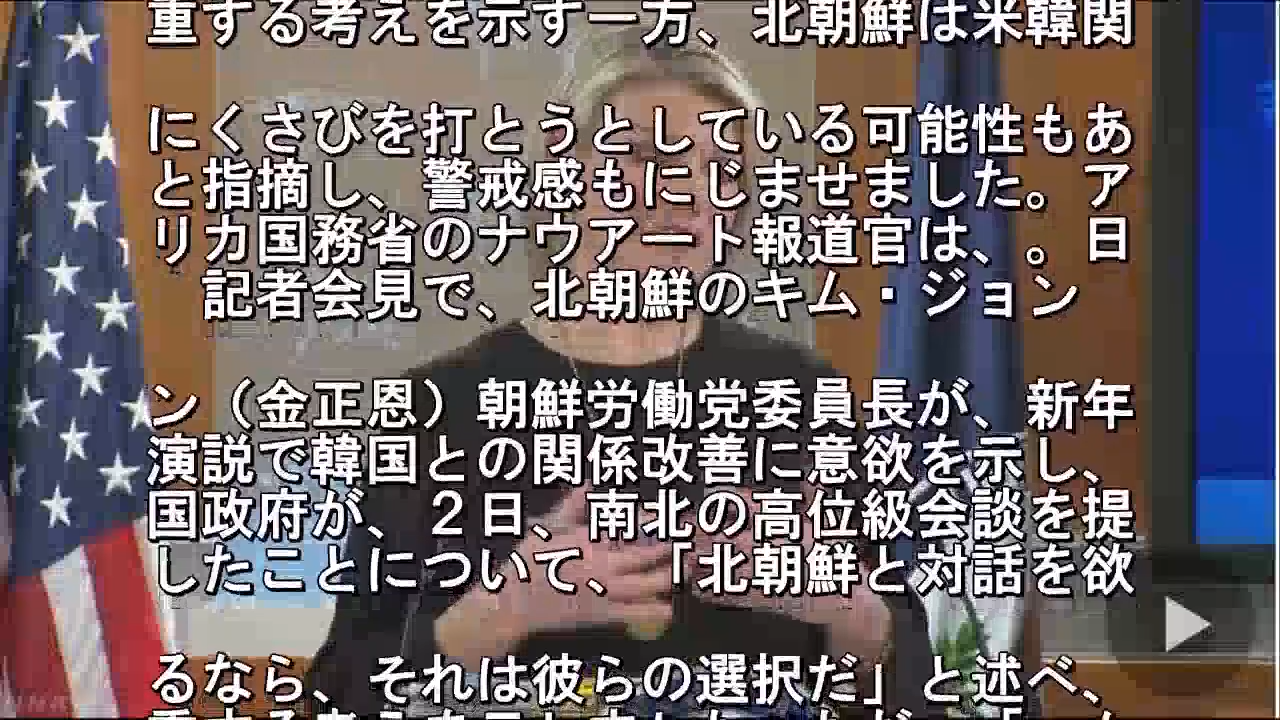 重する考えを示す一方、北朝鮮は米韓関
にくさびを打とうとしている可能性もあ
と指摘し、警戒感もにじませました。ア
リカ国務省のナウアート報道官は、。日
記者会見で、北朝鮮のキム・ジョン
ン（金正恩）朝鮮労働党委員長が、新年
演説で韓国との関係改善に意欲を示し、
国政府が、２日、南北の高位級会談を提
したことについて、「北朝鮮と対話を欲
るなら、それは彼らの選択だ」と述べ、